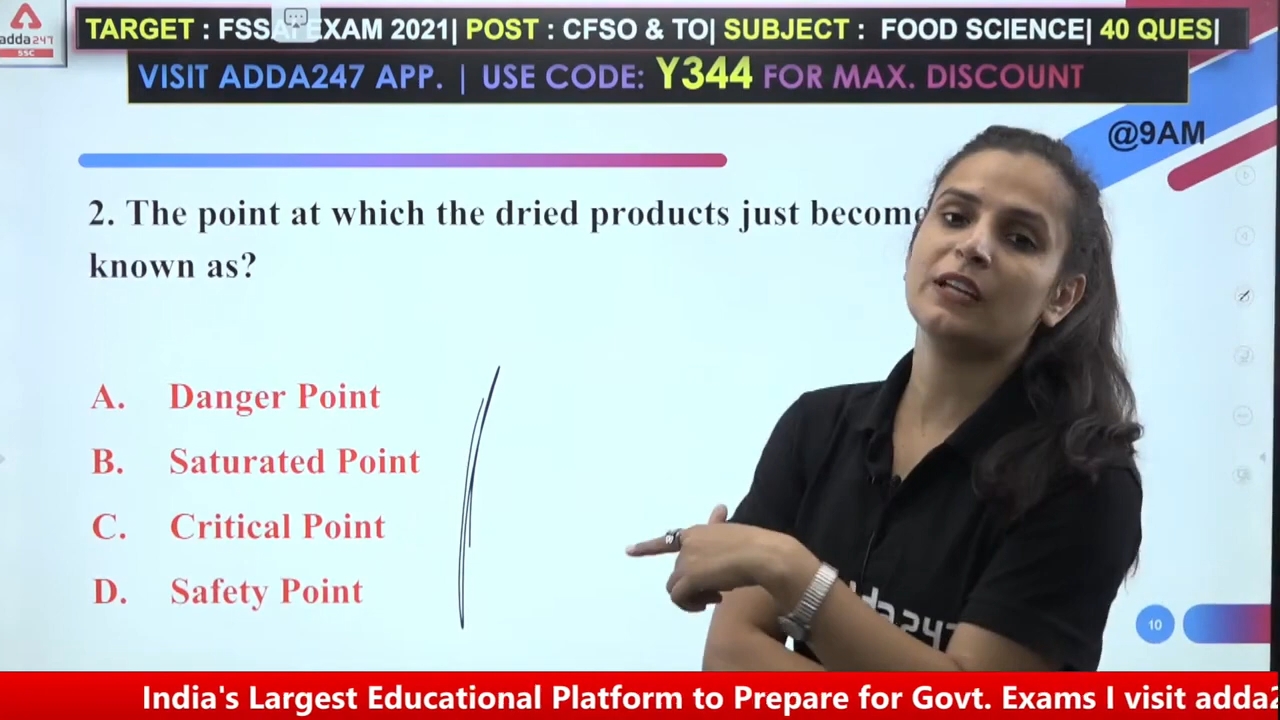 TARGET : FSSAI EXAM 2021| POST : CFSO & TO| SUBJECT : FOOD SCIENCE| 40 QUES|
adda247
SSC
VISIT ADDA247 APP. | USE CODE: Y344 FOR MAX. DISCOUNT
@9AM
2. The point at which the dried products just become
known as?
A. Danger Point
B. Saturated Point
C. Critical Point
D. Safety Point
10
India's Largest Educational Platform to Prepare for Govt. Exams I visit adda2